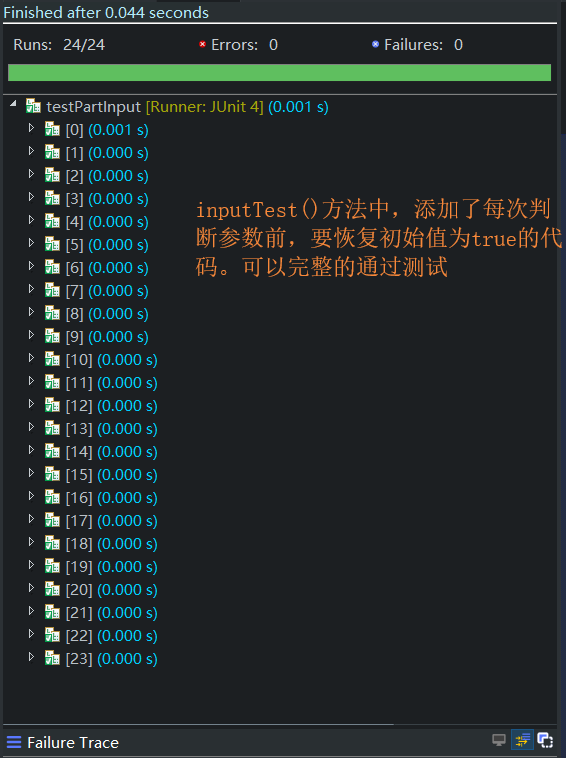 Finished after 0.044 seconds
Runs: 24/24 Errors: 0 Failures: 0
testPartInput [Runner: JUnit 4] (0.001 s)
[0] (0.001 s)
[1] (0.000 s)
[2] (0.000 s)
[3] (0.000 s)
[4] (0.000 s)
[5] (0.000 s)
[6] (0.000 s)
[7] (0.000 s)
[8] (0.000 s)
[9] (0.000 s)
[10] (0.000 s)
[11] (0.000 s)
[12] (0.000 s)
[13] (0.000 s)
[14] (0.000 s)
[15] (0.000 s)
[16] (0.000 s)
[17] (0.000 s)
[18] (0.000 s)
[19] (0.000 s)
[20] (0.000 s)
[21] (0.000 s)
[22] (0.000 s)
[23] (0.000 s)
inputTest()方法中，添加了每次判
断参数前，要恢复初始值为true的代
码。可以完整的通过测试
Failure Trace